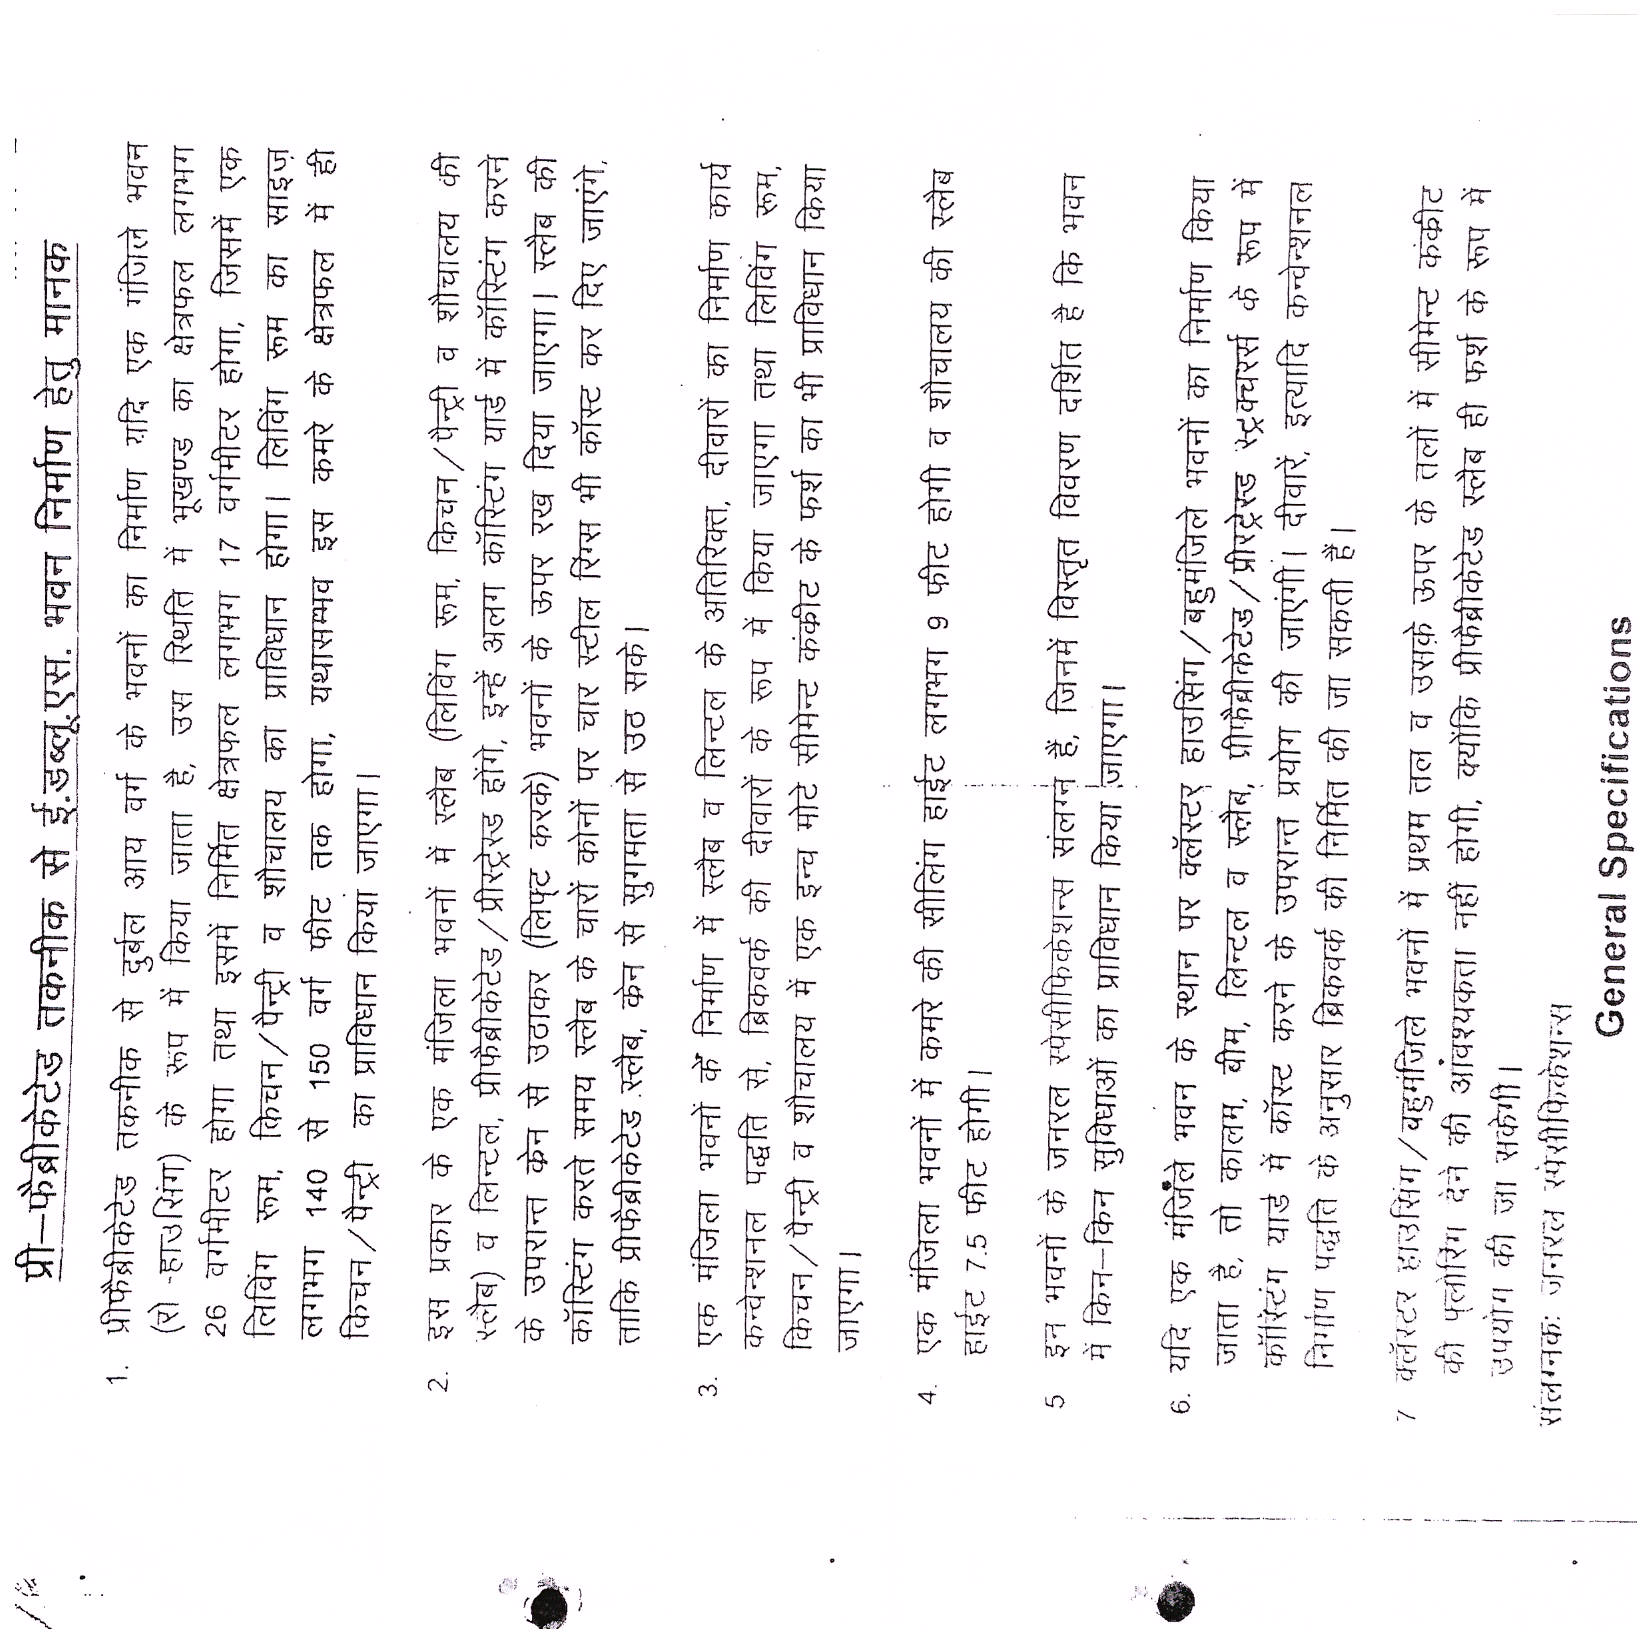 प्री–फैब्रीकेटेड तकनीक से ई.डब्ल्यू.एस. भवन निर्माण हेतु मानक
1. प्रीफैब्रीकेटेड तकनीक से दुर्बल आय वर्ग के भवनों का निर्माण यदि एक मंजिले भवन
(रो -हाउसिंग) के रूप में किया जाता है, उस स्थिति में भूखण्ड का क्षेत्रफल लगभग
26 वर्गमीटर होगा तथा इसमें निर्मित क्षेत्रफल लगभग 17 वर्गमीटर होगा, जिसमें एक
लिविंग रूम, किचन/पैन्ट्री व शौचालय का प्राविधान होगा। लिविंग रूम का साइज़
लगभग 140 से 150 वर्ग फीट तक होगा, यथासम्भव इस कमरे के क्षेत्रफल में ही
किचन/पैन्ट्री का प्राविधान किया जाएगा।
2. इस प्रकार के एक मंजिला भवनों में स्लैब (लिविंग रूम, किचन/पैन्ट्री व शौचालय की
स्लैब) व लिन्टल, प्रीफैब्रीकेटेड/प्रीस्ट्रेस्ड होंगे, इन्हें अलग कॉस्टिंग यार्ड में कॉस्टिंग करने
के उपरान्त क्रेन से उठाकर (लिफ्ट करके) भवनों के ऊपर रख दिया जाएगा। स्लैब की
कॉस्टिंग करते समय स्लैब के चारों कोनों पर चार स्टील रिंग्स भी कॉस्ट कर दिए जाएंगे,
ताकि प्रीफैब्रीकेटेड स्लैब, क्रेन से सुगमता से उठ सके।
3. एक मंजिला भवनों के निर्माण में स्लैब व लिन्टल के अतिरिक्त, दीवारों का निर्माण कार्य
कन्वेन्शनल पद्धति से, ब्रिकवर्क की दीवारों के रूप में किया जाएगा तथा लिविंग रूम,
किचन/पैन्ट्री व शौचालय में एक इन्च मोटे सीमेन्ट कंक्रीट के फर्श का भी प्राविधान किया
जाएगा।
4. एक मंजिला भवनों में कमरे की सीलिंग हाईट लगभग 9 फीट होगी व शौचालय की स्लैब
हाईट 7.5 फीट होगी।
5 इन भवनों के जनरल स्पेसीफिकेशन्स संलग्न हैं, जिनमें विस्तृत विवरण दर्शित है कि भवन
में किन–किन सुविधाओं का प्राविधान किया जाएगा।
6. यदि एक मंजिले भवन के स्थान पर क्लॅस्टर हाउसिंग/बहुमंजिले भवनों का निर्माण किया
जाता है, तो कालम, बीम, लिन्टल व स्लैब, प्रीफैब्रीकेटेड/प्रीस्ट्रेस्ड स्ट्रक्चरर्स के रूप में
कॉस्टिंग यार्ड में कॉस्ट करने के उपरान्त प्रयोग की जाएंगी। दीवारें, इत्यादि कन्वेन्शनल
निर्माण पद्धति के अनुसार ब्रिकवर्क की निर्मित की जा सकती हैं।
7 क्लॅस्टर हाउसिंग/बहुमंजिले भवनों में प्रथम तल व उसके ऊपर के तलों में सीमेन्ट कंक्रीट
की फ्लोरिंग देने की आवश्यकता नहीं होगी, क्योंकि प्रीफैब्रीकेटेड स्लैब ही फर्श के रूप में
उपयोग की जा सकेगी।
संलग्नक: जनरल स्पेसीफिकेशन्स
General Specifications